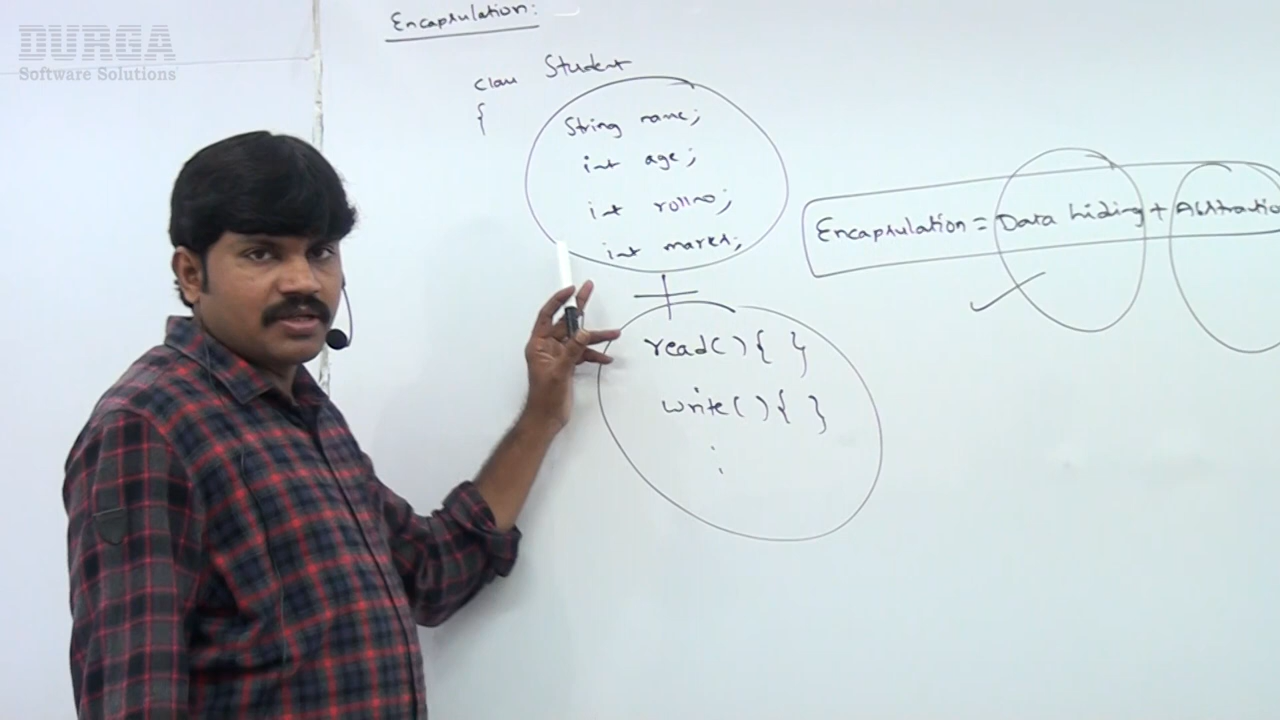 DURGA
Software Solutions
Encapsulation:
class Student
{
String name;
int age;
int rollno;
int marks;
+
read(){ }
write(){ }
:
Encapsulation = Data hiding + Abstractio